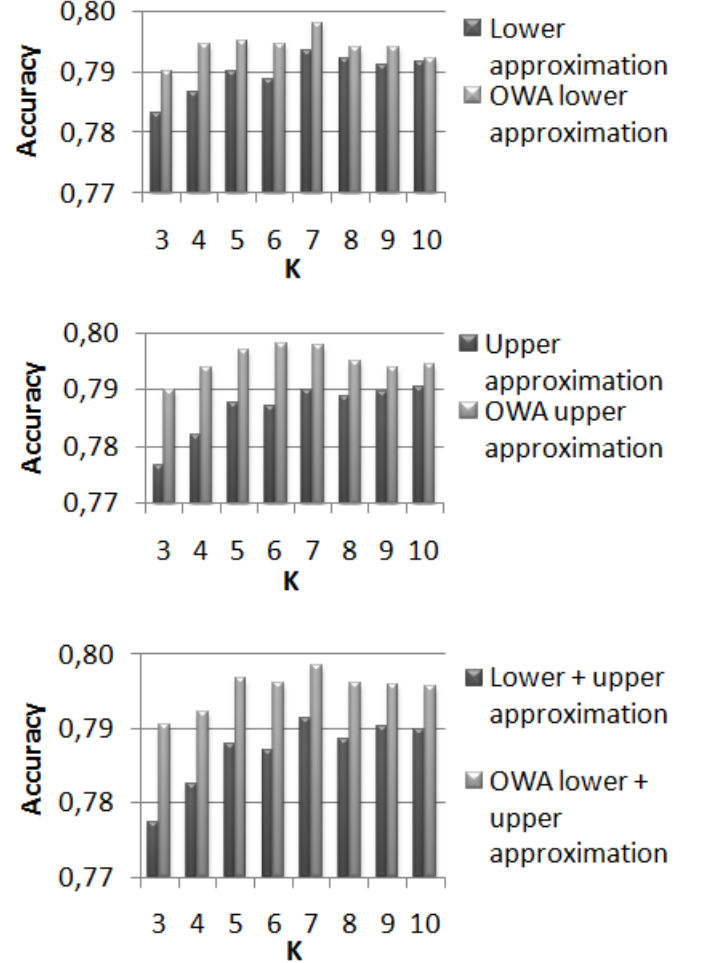 0,80
0,79
0,78
0,77
Accuracy
3 4 5 6 7 8 9 10
K
Lower
approximation
OWA lower
approximation
0,80
0,79
0,78
0,77
Accuracy
3 4 5 6 7 8 9 10
K
Upper
approximation
OWA upper
approximation
0,80
0,79
0,78
0,77
Accuracy
3 4 5 6 7 8 9 10
K
Lower + upper
approximation
OWA lower +
upper
approximation